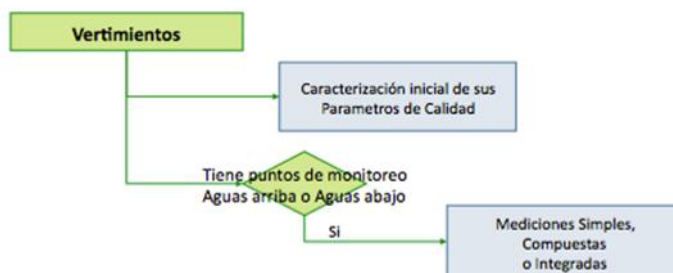 Vertimientos
Caracterización inicial de sus
Parametros de Calidad
Tiene puntos de monitoreo
Aguas arriba o Aguas abajo
Si
Mediciones Simples,
Compuestas
o Integradas